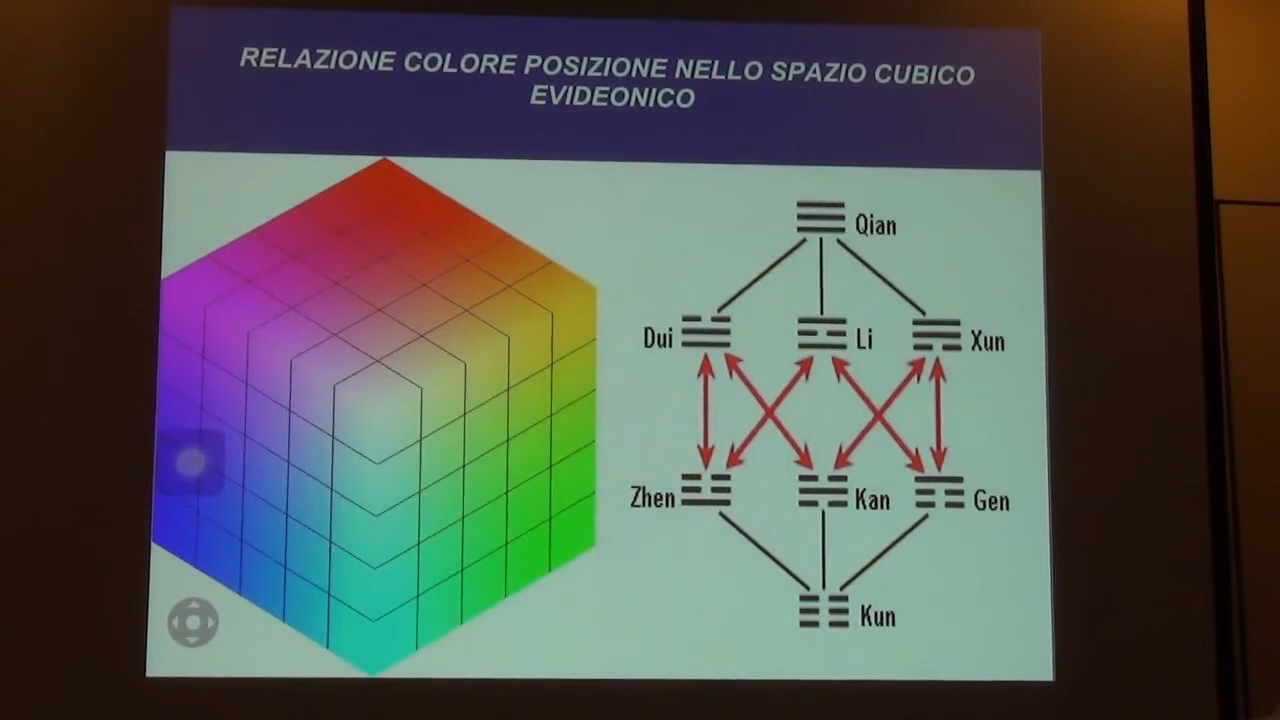 RELAZIONE COLORE POSIZIONE NELLO SPAZIO CUBICO
EVIDEONICO
Qian
Dui
Li
Xun
Zhen
Kan
Gen
Kun